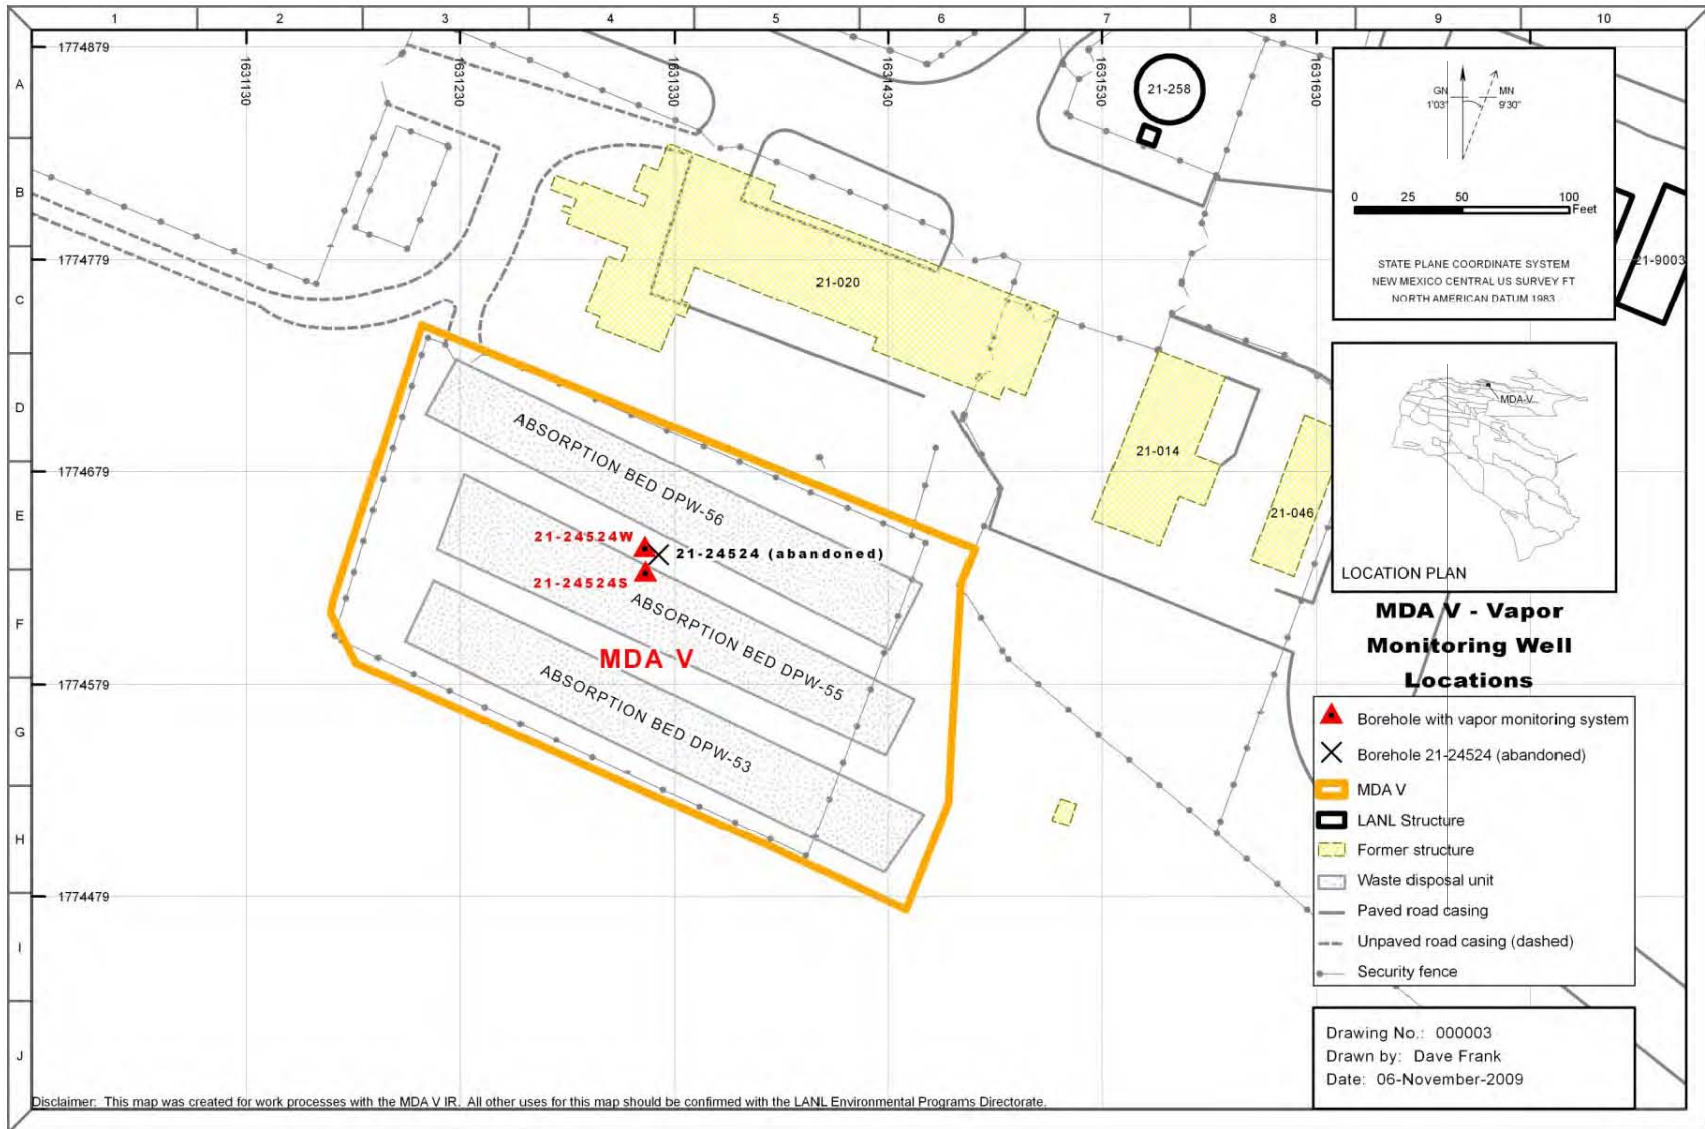 1 2 3 4 5 6 7 8 9 10
A
B
C
D
E
F
G
H
I
J
1774879
1774779
1774679
1774579
1774479
1631130
1631230
1631330
1631430
1631530
1631630
21-258
21-020
21-014
21-046
21-9003
ABSORPTION BED DPW-56
21-24524W
21-24524 (abandoned)
21-24524S
ABSORPTION BED DPW-55
MDA V
ABSORPTION BED DPW-53
GN MN
1'03" 9'30"
0 25 50 100
Feet
STATE PLANE COORDINATE SYSTEM
NEW MEXICO CENTRAL US SURVEY FT
NORTH AMERICAN DATUM 1983
MDA-V
LOCATION PLAN
MDA V - Vapor
Monitoring Well
Locations
Borehole with vapor monitoring system
Borehole 21-24524 (abandoned)
MDA V
LANL Structure
Former structure
Waste disposal unit
Paved road casing
Unpaved road casing (dashed)
Security fence
Drawing No.: 000003
Drawn by: Dave Frank
Date: 06-November-2009
Disclaimer: This map was created for work processes with the MDA V IR. All other uses for this map should be confirmed with the LANL Environmental Programs Directorate.